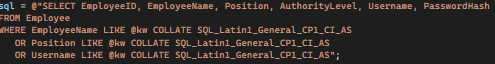 sql = @"SELECT EmployeeID, EmployeeName, Position, AuthorityLevel, Username, PasswordHash
FROM Employee
WHERE EmployeeName LIKE @kw COLLATE SQL_Latin1_General_CP1_CI_AS
OR Position LIKE @kw COLLATE SQL_Latin1_General_CP1_CI_AS
OR Username LIKE @kw COLLATE SQL_Latin1_General_CP1_CI_AS";